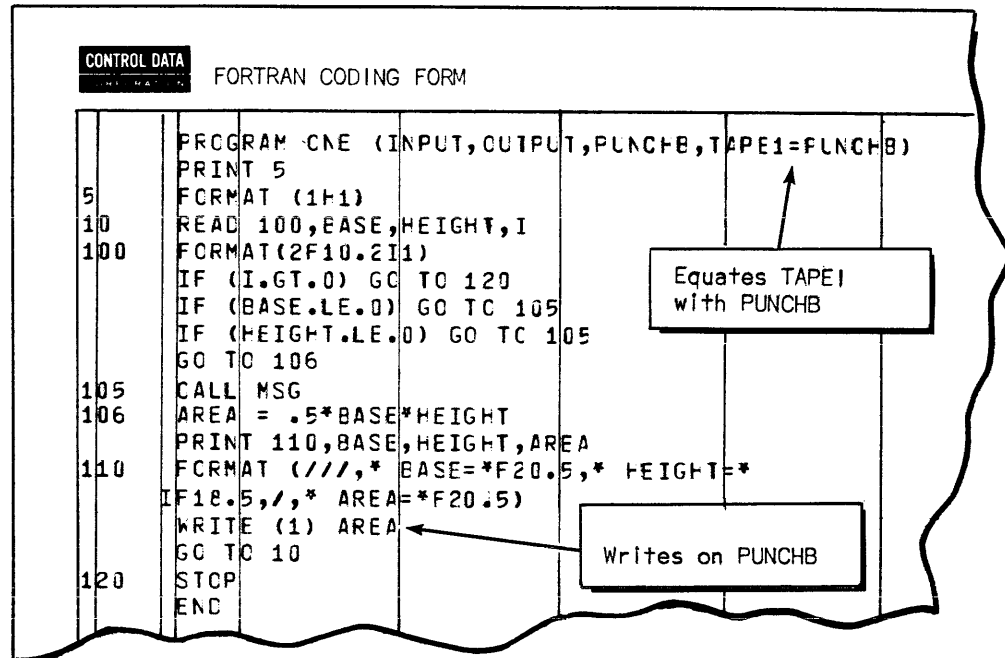 CONTROL DATA
CORPORATION
FORTRAN CODING FORM
PROGRAM ONE (INPUT,OUTPUT,PUNCHB,TAPE1=PUNCHB)
PRINT 5
5 FORMAT (1H1)
10 READ 100,BASE,HEIGHT,I
100 FORMAT(2F10.2I1)
IF (I.GT.0) GO TO 120
IF (BASE.LE.0) GO TO 105
IF (HEIGHT.LE.0) GO TO 105
GO TO 106
105 CALL MSG
106 AREA = .5*BASE*HEIGHT
PRINT 110,BASE,HEIGHT,AREA
110 FORMAT (///,* BASE=*F20.5,* HEIGHT=*
IF18.5,/,* AREA=*F20.5)
WRITE (1) AREA
GO TO 10
120 STOP
END
Equates TAPE1
with PUNCHB
Writes on PUNCHB